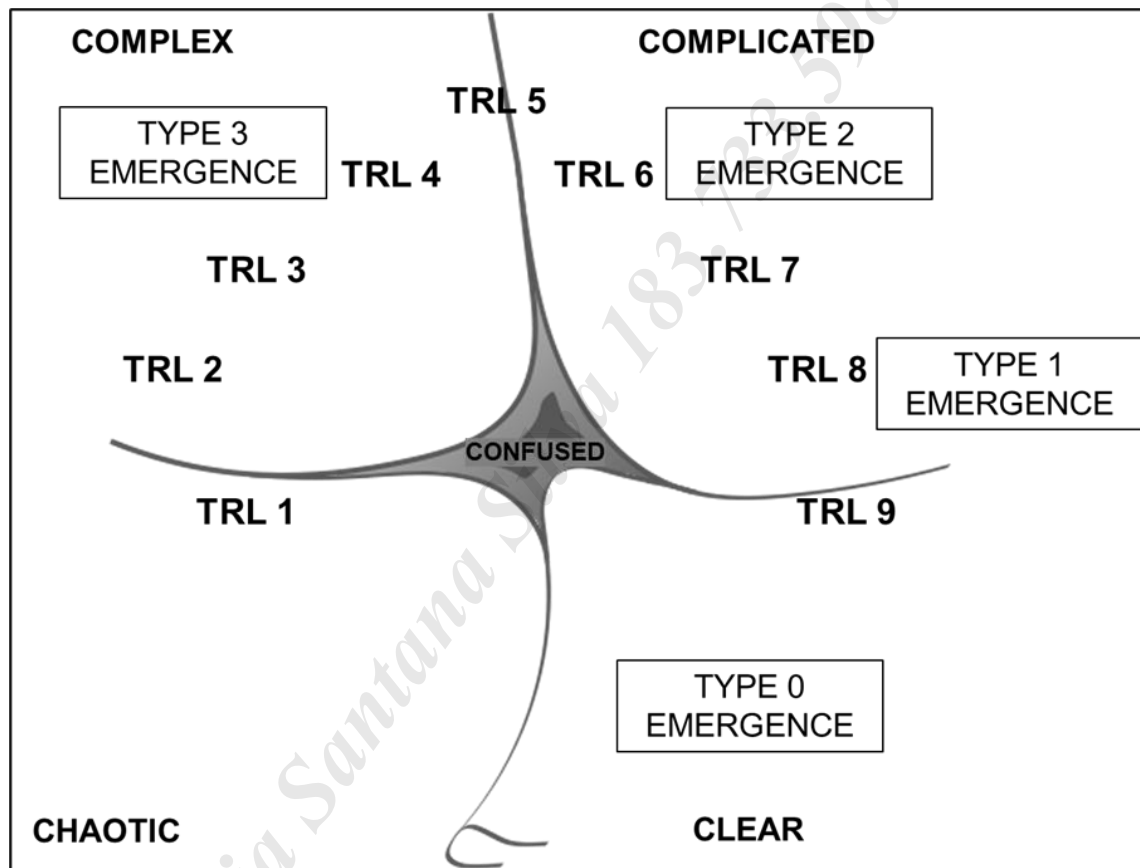 COMPLEX
COMPLICATED
TRL 5
TYPE 3
EMERGENCE
TRL 4
TRL 6
TYPE 2
EMERGENCE
TRL 3
TRL 7
TRL 2
TRL 8
TYPE 1
EMERGENCE
CONFUSED
TRL 1
TRL 9
TYPE 0
EMERGENCE
CHAOTIC
CLEAR